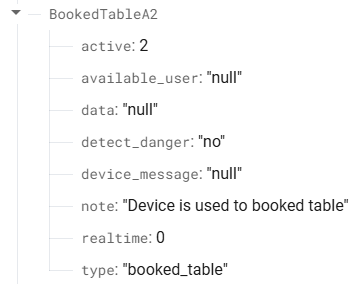 BookedTableA2
active: 2
available_user: "null"
data: "null"
detect_danger: "no"
device_message: "null"
note: "Device is used to booked table"
realtime: 0
type: "booked_table"